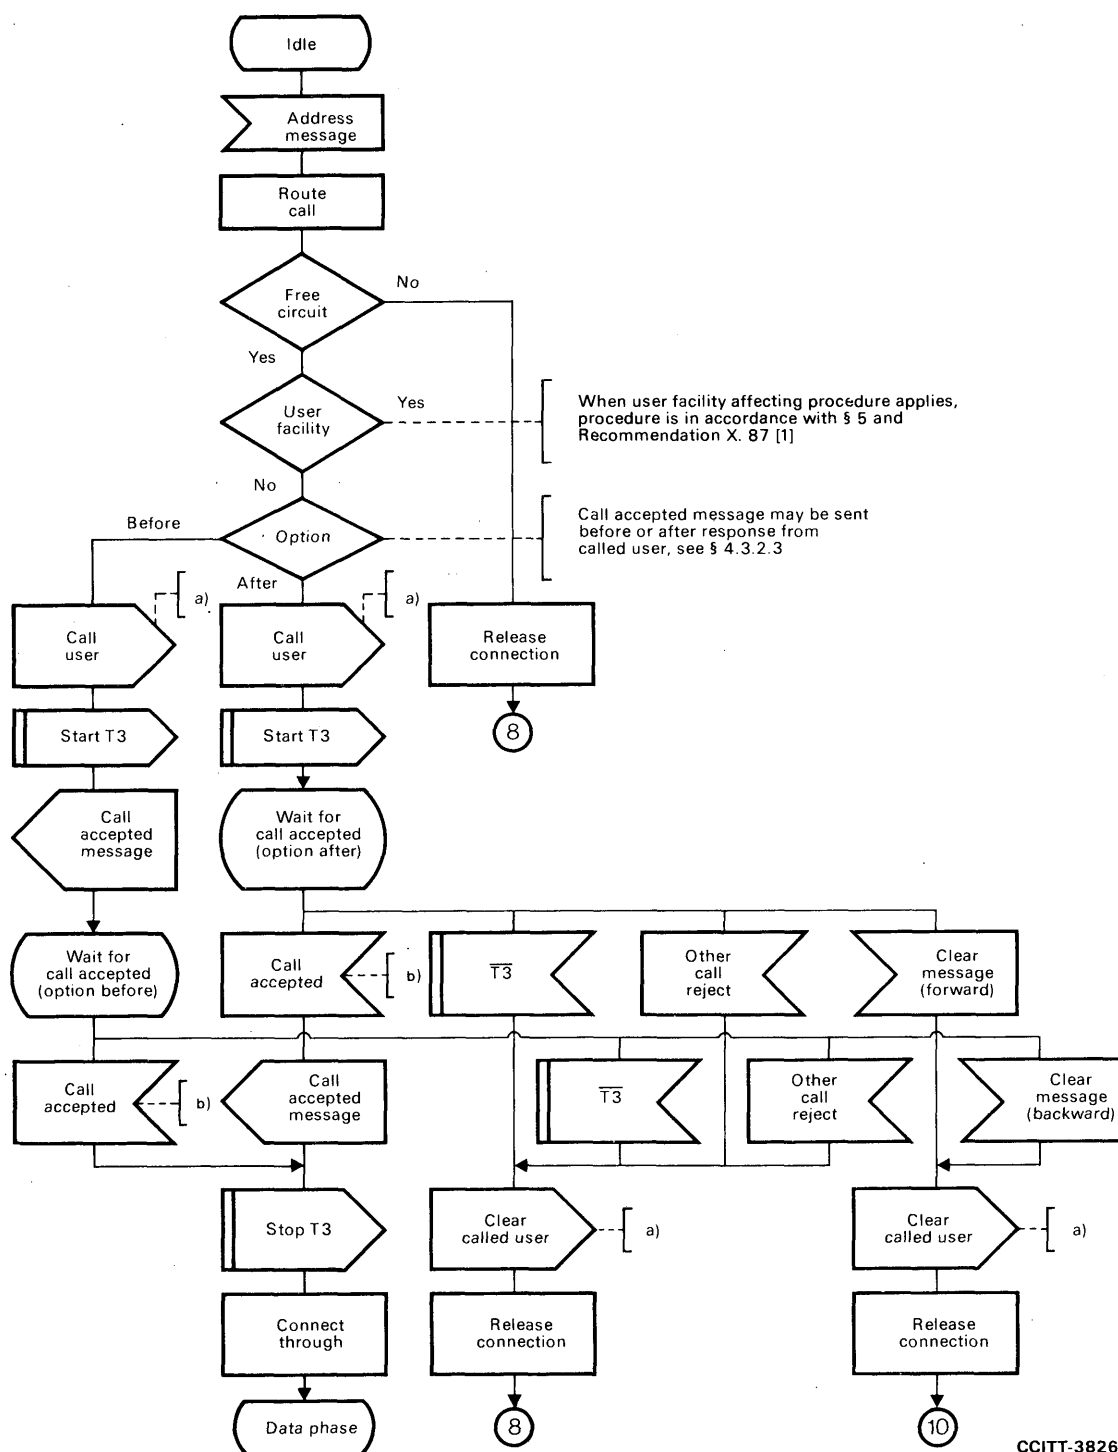 Idle
Address
message
Route
call
Free
circuit
No
Yes
User
facility
Yes
When user facility affecting procedure applies,
procedure is in accordance with § 5 and
Recommendation X. 87 [1]
No
Before
Option
Call accepted message may be sent
before or after response from
called user, see § 4.3.2.3
After
a)
a)
Call
user
Call
user
Release
connection
Start T3
Start T3
8
Call
accepted
message
Wait for
call accepted
(option after)
Wait for
call accepted
(option before)
Call
accepted
b)
T3
Other
call
reject
Clear
message
(forward)
Call
accepted
b)
Call
accepted
message
T3
Other
call
reject
Clear
message
(backward)
Stop T3
Clear
called user
a)
Clear
called user
a)
Connect
through
Release
connection
Release
connection
Data phase
8
10
CCITT-3826